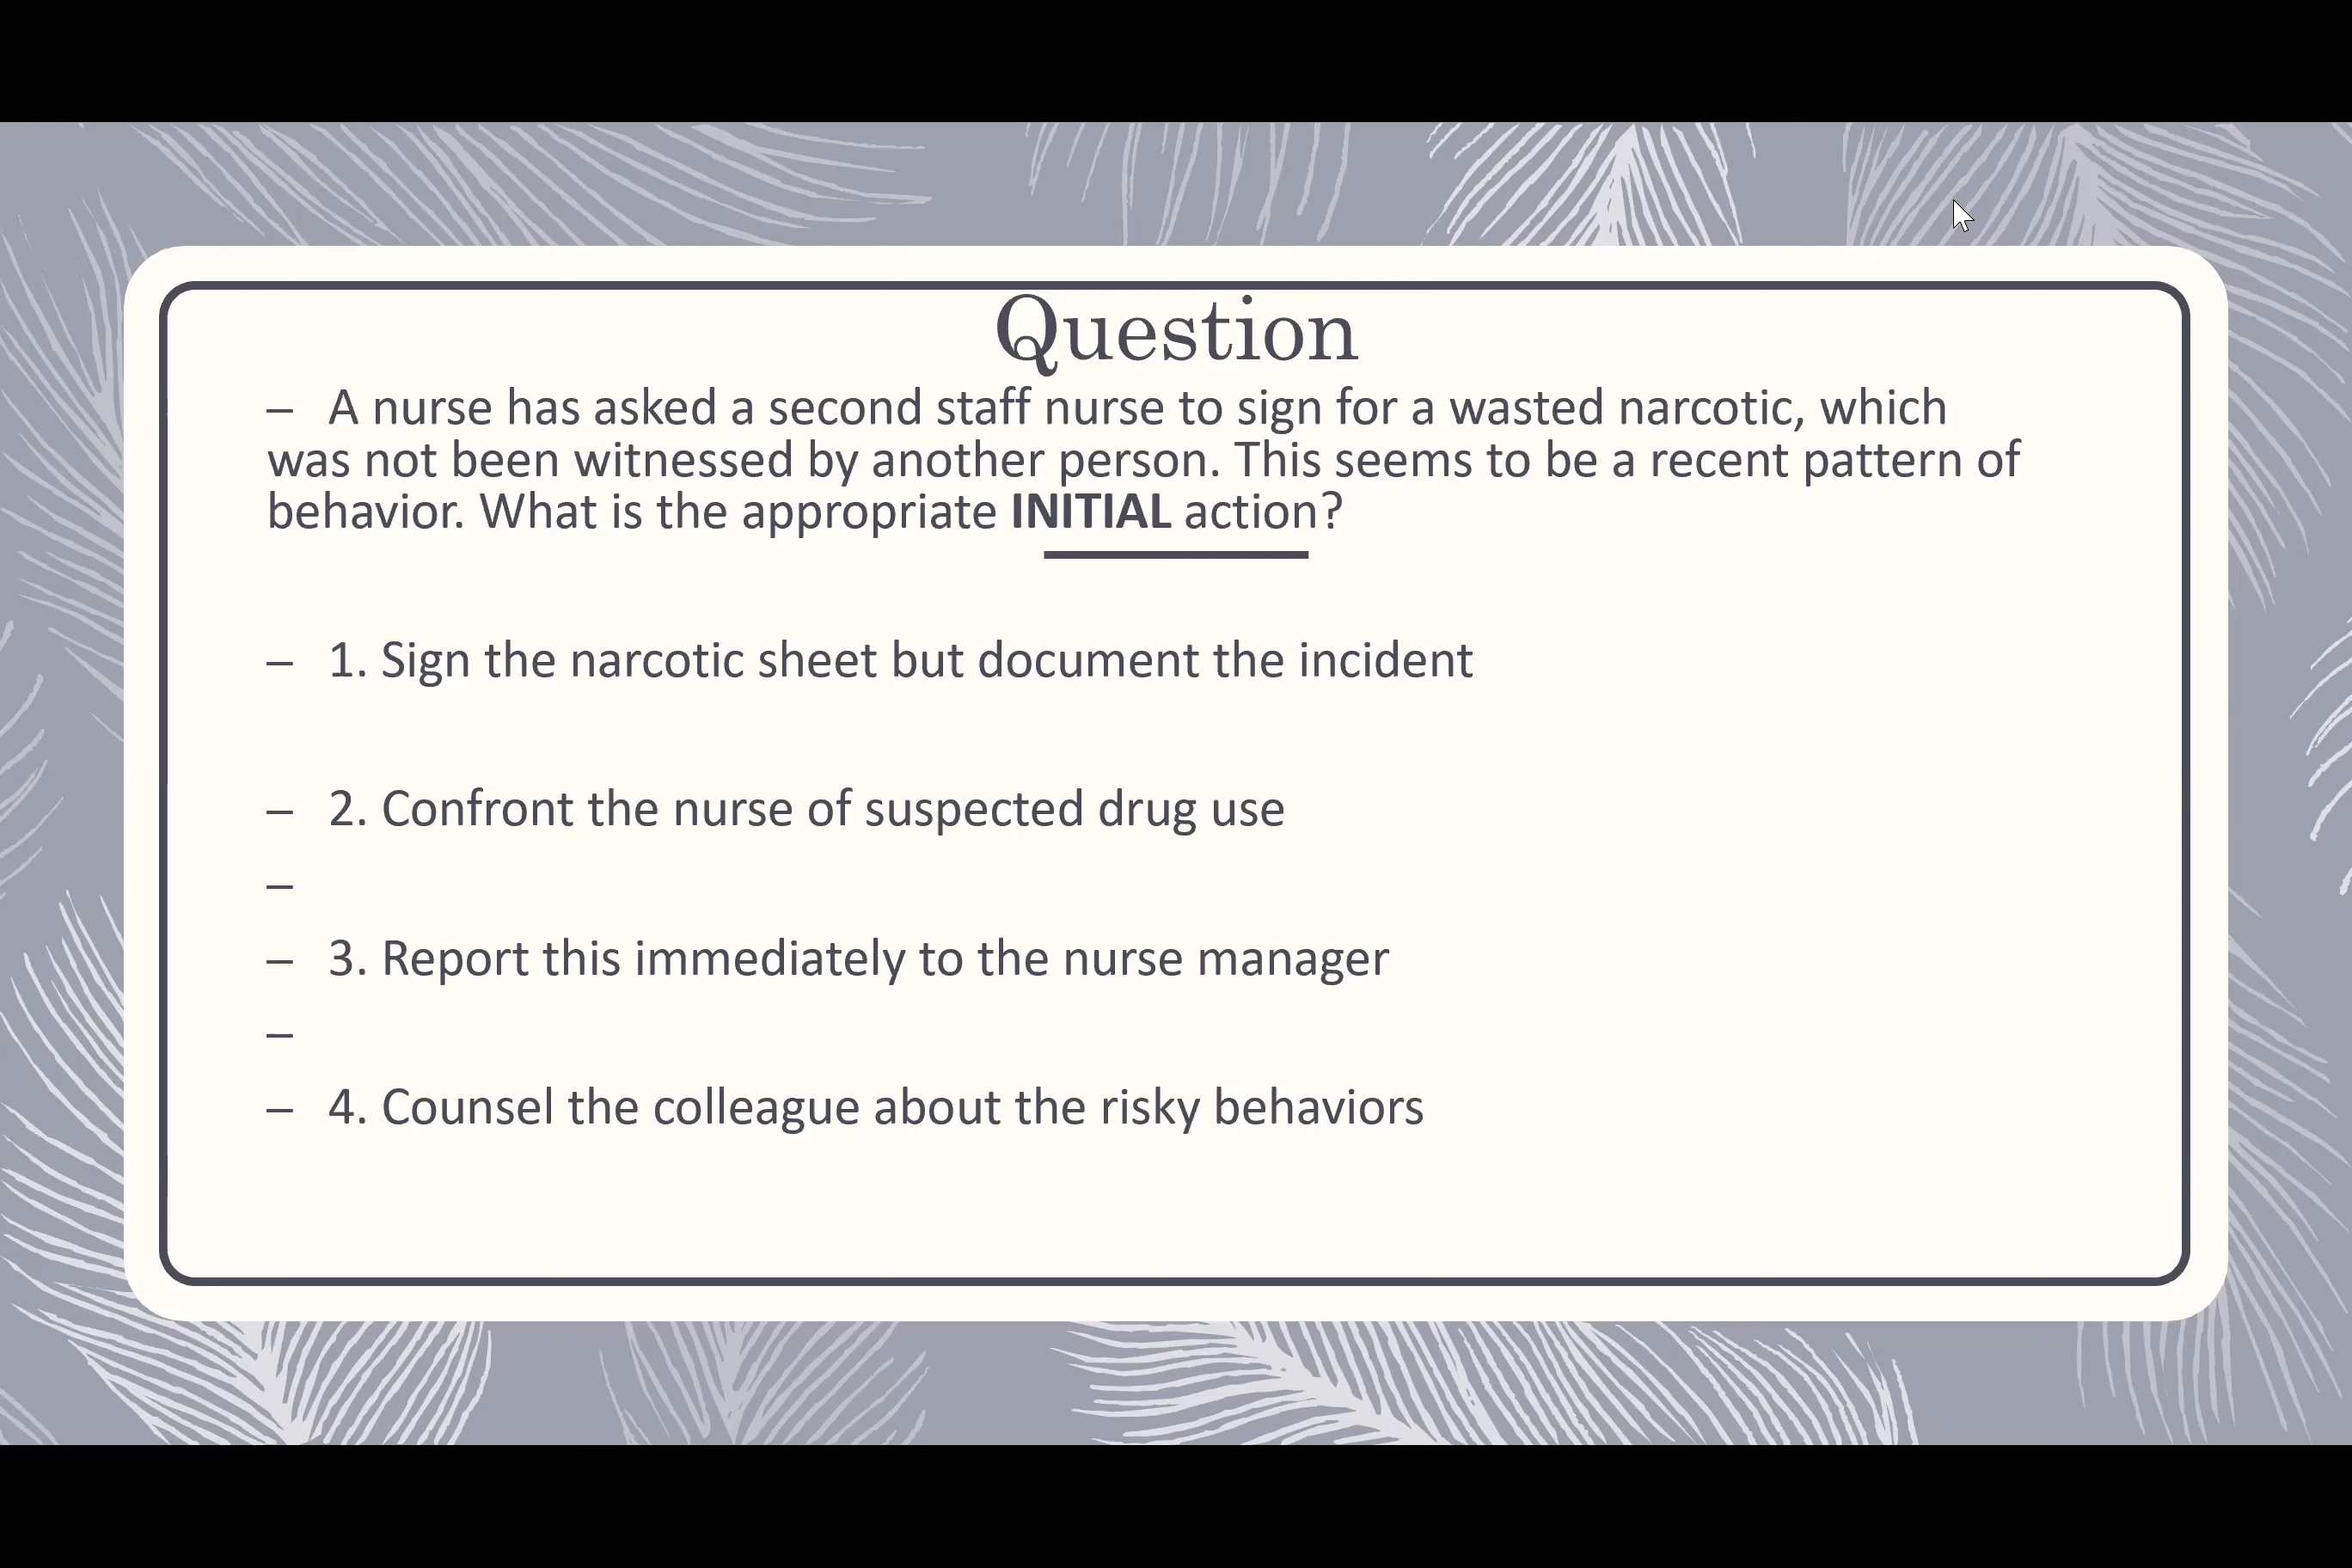 Question
– A nurse has asked a second staff nurse to sign for a wasted narcotic, which
was not been witnessed by another person. This seems to be a recent pattern of
behavior. What is the appropriate INITIAL action?
– 1. Sign the narcotic sheet but document the incident
– 2. Confront the nurse of suspected drug use
–
– 3. Report this immediately to the nurse manager
–
– 4. Counsel the colleague about the risky behaviors